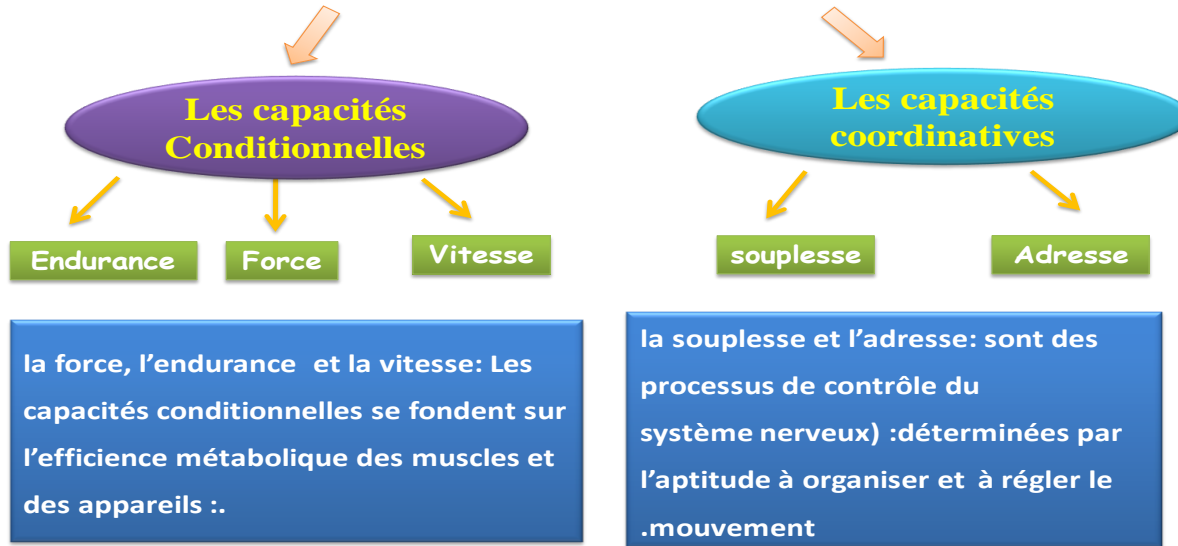 Les capacités
Conditionnelles
Endurance
Force
Vitesse
la force, l’endurance et la vitesse: Les
capacités conditionnelles se fondent sur
l’efficience métabolique des muscles et
des appareils :.
Les capacités
coordinatives
souplesse
Adresse
la souplesse et l’adresse: sont des
processus de contrôle du
système nerveux) :déterminées par
l’aptitude à organiser et à régler le
.mouvement